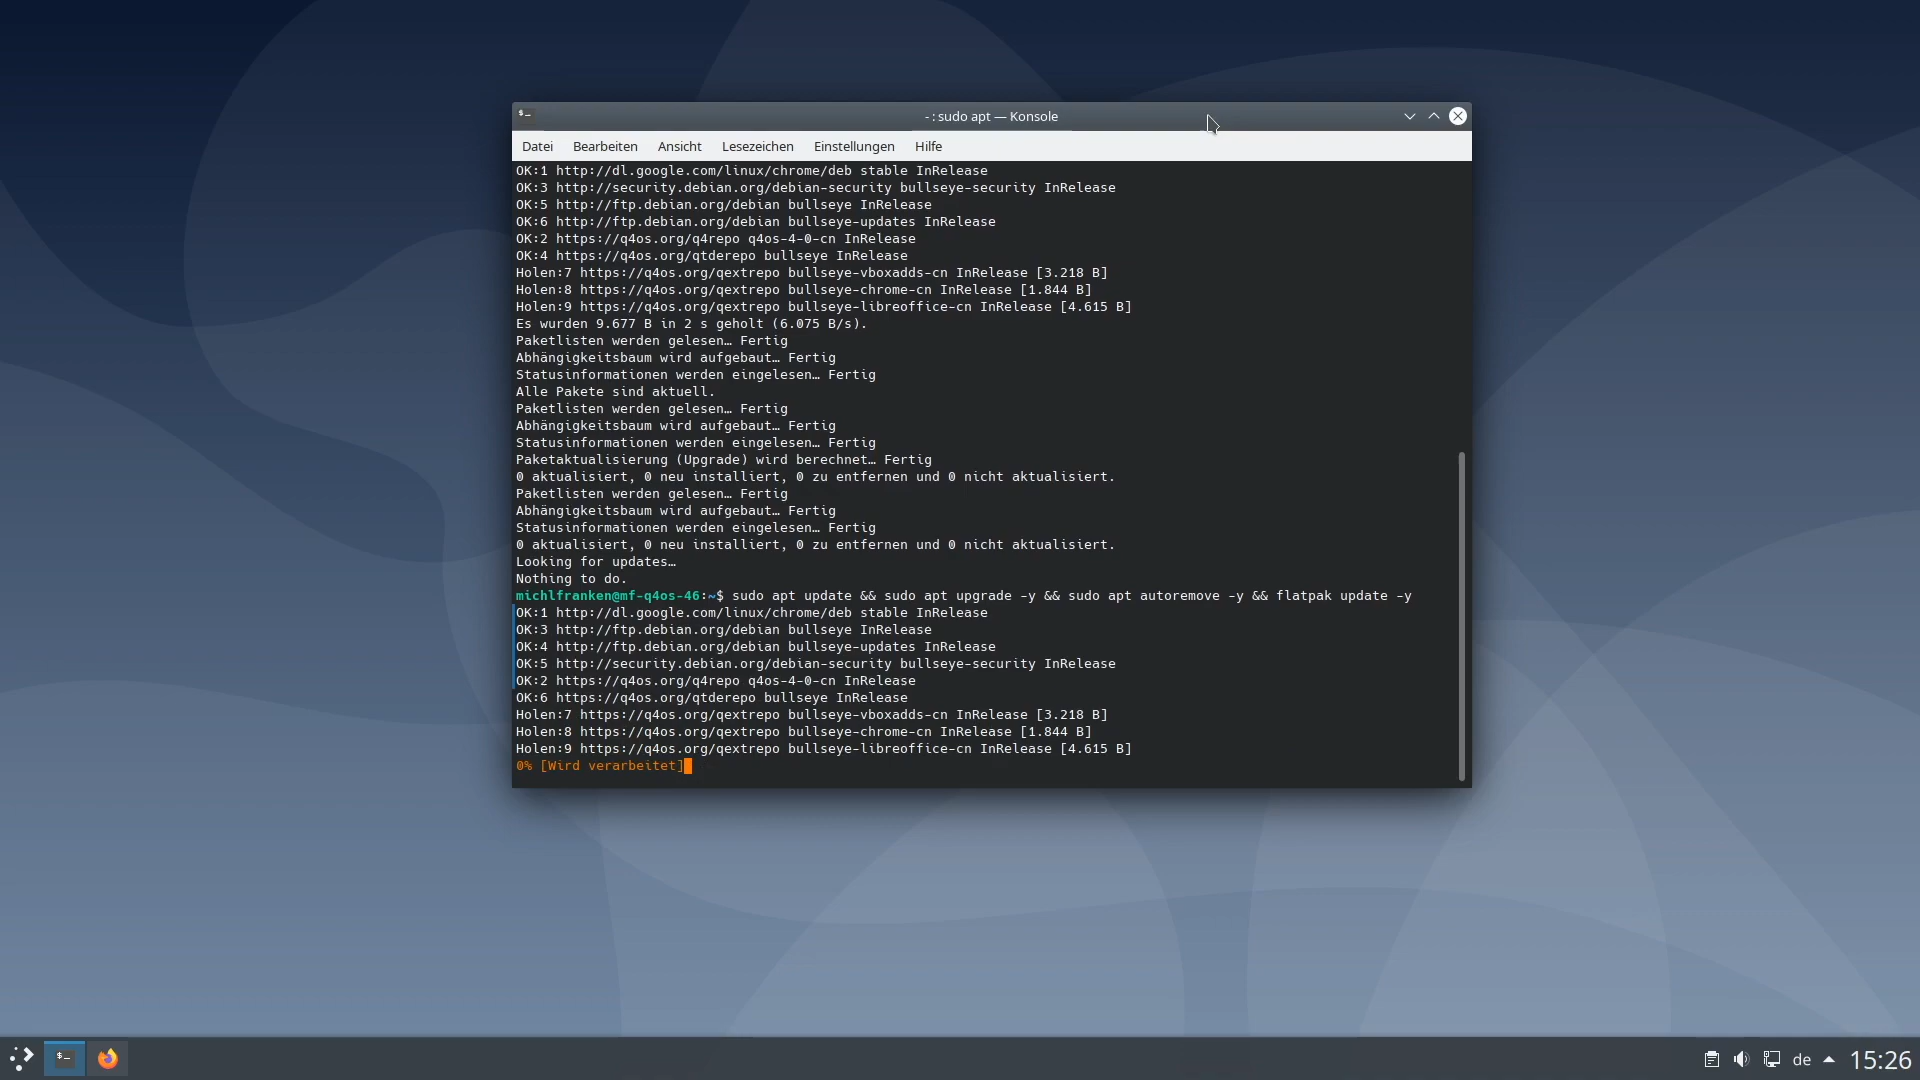 - : sudo apt — Konsole
Datei Bearbeiten Ansicht Lesezeichen Einstellungen Hilfe
OK:1 http://dl.google.com/linux/chrome/deb stable InRelease
OK:3 http://security.debian.org/debian-security bullseye-security InRelease
OK:5 http://ftp.debian.org/debian bullseye InRelease
OK:6 http://ftp.debian.org/debian bullseye-updates InRelease
OK:2 https://q4os.org/q4repo q4os-4-0-cn InRelease
OK:4 https://q4os.org/qtderepo bullseye InRelease
Holen:7 https://q4os.org/qextrepo bullseye-vboxadds-cn InRelease [3.218 B]
Holen:8 https://q4os.org/qextrepo bullseye-chrome-cn InRelease [1.844 B]
Holen:9 https://q4os.org/qextrepo bullseye-libreoffice-cn InRelease [4.615 B]
Es wurden 9.677 B in 2 s geholt (6.075 B/s).
Paketlisten werden gelesen… Fertig
Abhängigkeitsbaum wird aufgebaut… Fertig
Statusinformationen werden eingelesen… Fertig
Alle Pakete sind aktuell.
Paketlisten werden gelesen… Fertig
Abhängigkeitsbaum wird aufgebaut… Fertig
Statusinformationen werden eingelesen… Fertig
Paketaktualisierung (Upgrade) wird berechnet… Fertig
0 aktualisiert, 0 neu installiert, 0 zu entfernen und 0 nicht aktualisiert.
Paketlisten werden gelesen… Fertig
Abhängigkeitsbaum wird aufgebaut… Fertig
Statusinformationen werden eingelesen… Fertig
0 aktualisiert, 0 neu installiert, 0 zu entfernen und 0 nicht aktualisiert.
Looking for updates…
Nothing to do.
michlfranken@mf-q4os-46:~$ sudo apt update && sudo apt upgrade -y && sudo apt autoremove -y && flatpak update -y
OK:1 http://dl.google.com/linux/chrome/deb stable InRelease
OK:3 http://ftp.debian.org/debian bullseye InRelease
OK:4 http://ftp.debian.org/debian bullseye-updates InRelease
OK:5 http://security.debian.org/debian-security bullseye-security InRelease
OK:2 https://q4os.org/q4repo q4os-4-0-cn InRelease
OK:6 https://q4os.org/qtderepo bullseye InRelease
Holen:7 https://q4os.org/qextrepo bullseye-vboxadds-cn InRelease [3.218 B]
Holen:8 https://q4os.org/qextrepo bullseye-chrome-cn InRelease [1.844 B]
Holen:9 https://q4os.org/qextrepo bullseye-libreoffice-cn InRelease [4.615 B]
0% [Wird verarbeitet]
de 15:26